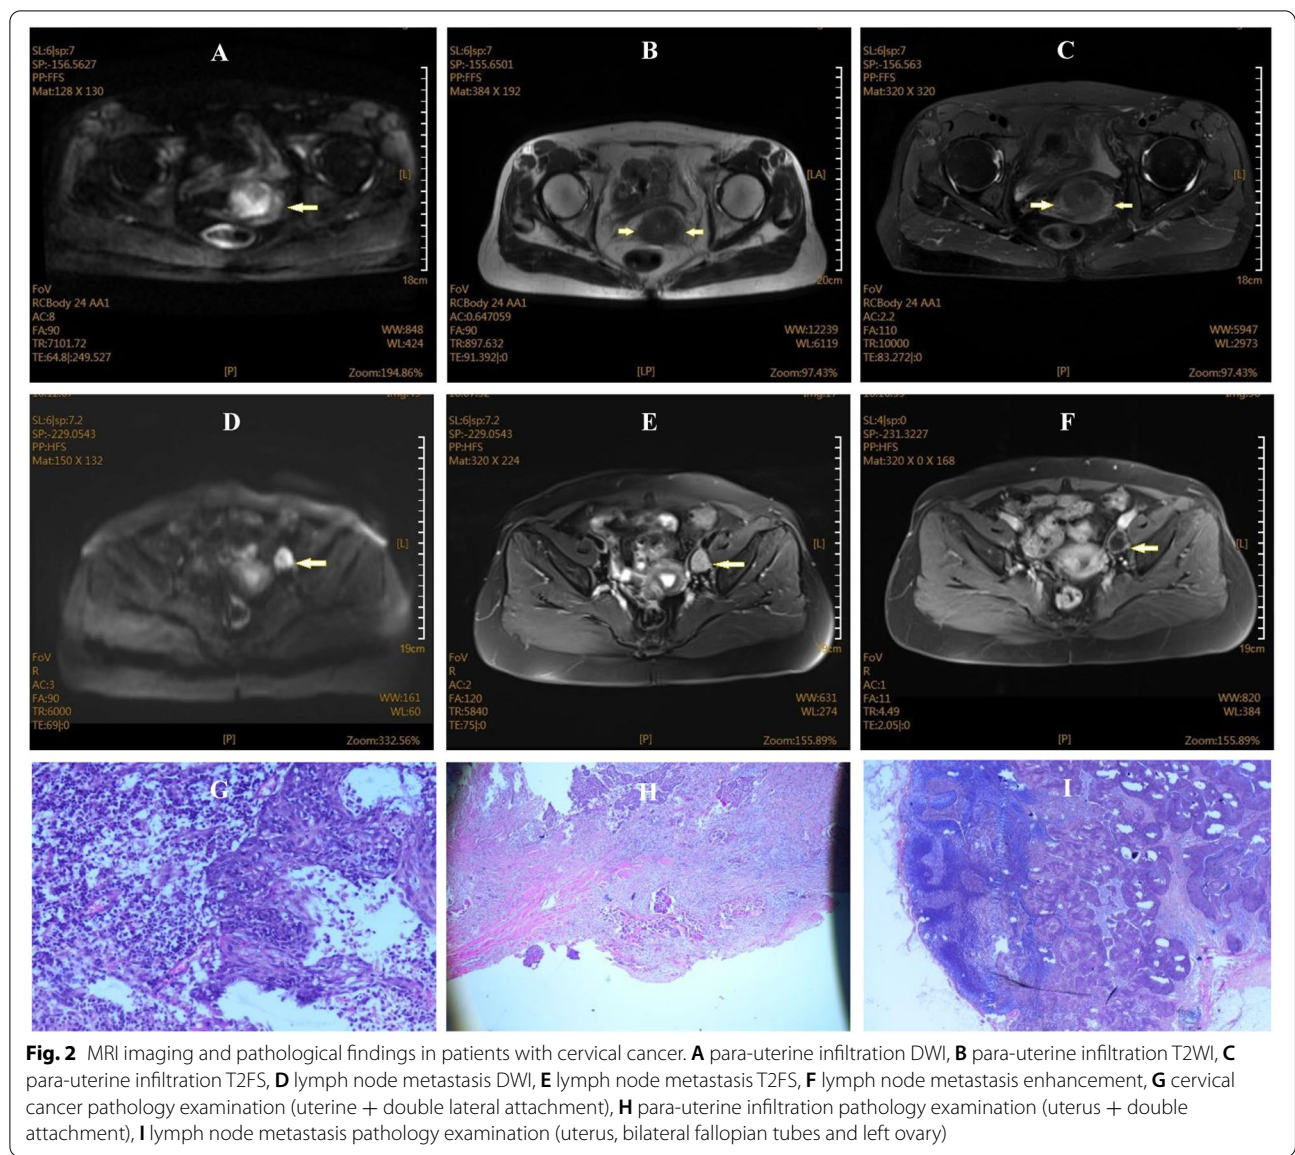 A
SL:6|sp:7
SP:-156.5627
PP:FFS
Mat:128 X 130
[L]
18cm
FoV
RCBody 24 AA1
AC:8
FA:90
TR:7101.72
TE:64.8|:249.527
WW:848
WL:424
[P]
Zoom:194.86%
B
SL:6|sp:7
SP:-155.6501
PP:FFS
Mat:384 X 192
[LA]
20cm
FoV
RCBody 24 AA1
AC:0.647059
FA:90
TR:897.632
TE:91.392|:0
WW:12239
WL:6119
[LP]
Zoom:97.43%
C
SL:6|sp:7
SP:-156.563
PP:FFS
Mat:320 X 320
[L]
18cm
FoV
RCBody 24 AA1
AC:2.2
FA:110
TR:10000
TE:83.272|:0
WW:5947
WL:2973
[P]
Zoom:97.43%
D
SL:6|sp:7.2
SP:-229.0543
PP:HFS
Mat:150 X 132
[L]
19cm
FoV
R
AC:3
FA:90
TR:6000
TE:69|:0
WW:161
WL:60
[P]
Zoom:332.56%
E
SL:6|sp:7.2
SP:-229.0543
PP:HFS
Mat:320 X 224
[L]
FoV
R
AC:2
FA:120
TR:5840
TE:75|:0
WW:631
WL:274
[P]
Zoom:155.89%
F
SL:4|sp:0
SP:-231.3227
PP:HFS
Mat:320 X 0 X 168
[L]
19cm
FoV
R
AC:1
FA:11
TR:4.49
TE:2.05|:0
WW:820
WL:384
[P]
Zoom:155.89%
G
H
I
Fig. 2 MRI imaging and pathological findings in patients with cervical cancer. A para-uterine infiltration DWI, B para-uterine infiltration T2WI, C
para-uterine infiltration T2FS, D lymph node metastasis DWI, E lymph node metastasis T2FS, F lymph node metastasis enhancement, G cervical
cancer pathology examination (uterine + double lateral attachment), H para-uterine infiltration pathology examination (uterus + double
attachment), I lymph node metastasis pathology examination (uterus, bilateral fallopian tubes and left ovary)